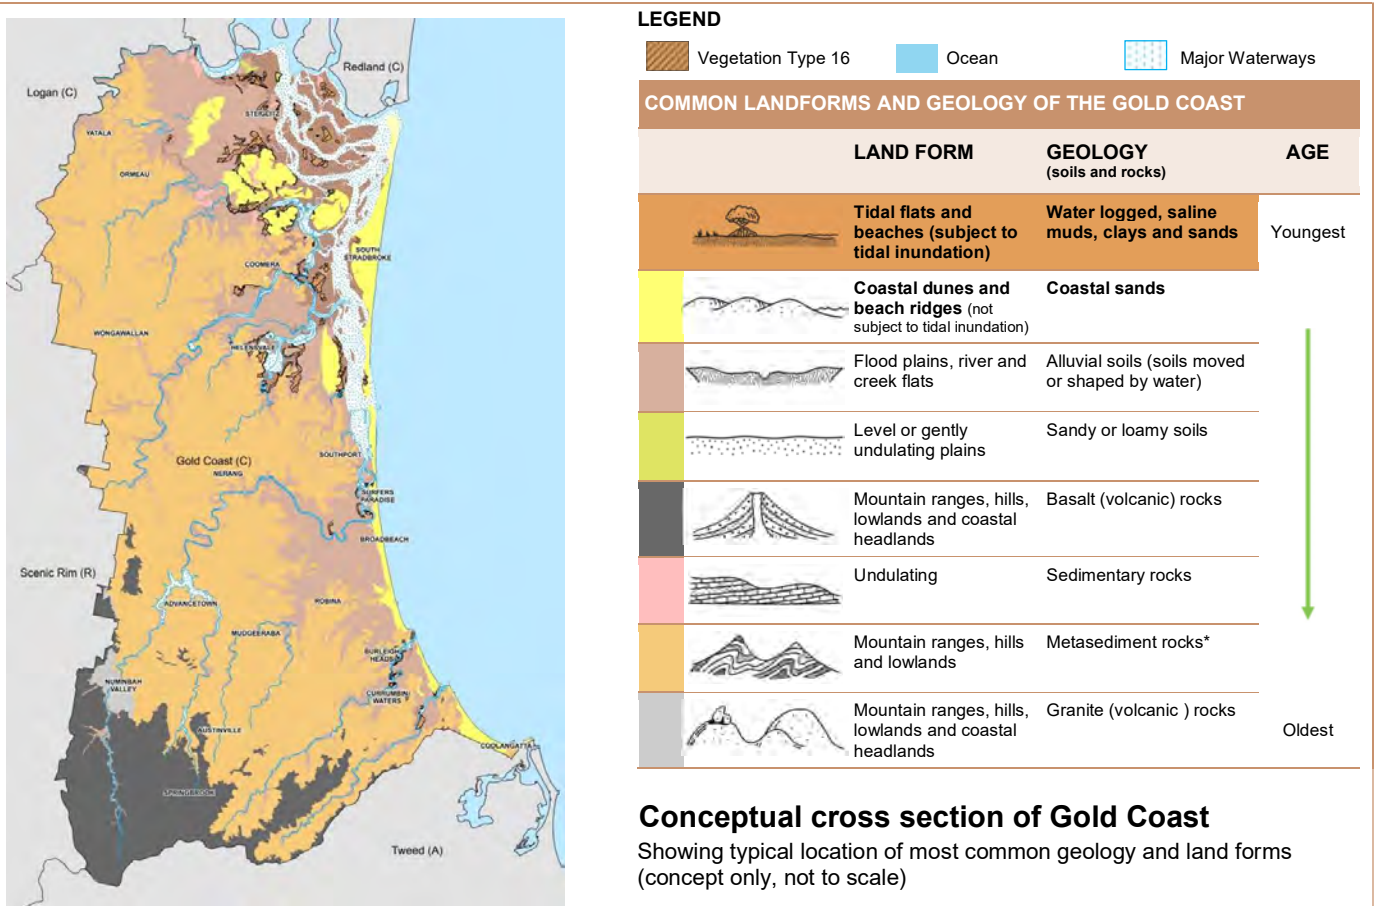 Logan (C)
Redland (C)
STEIGLITZ
YATALA
ORMEAU
SOUTH
STRADBROKE
COOMERA
WONGAWALLAN
HELENSVALE
SOUTHPORT
Gold Coast (C)
NERANG
SURFERS
PARADISE
BROADBEACH
Scenic Rim (R)
ADVANCETOWN
ROBINA
MUDGEERABA
BURLEIGH
HEADS
NUMINBAH
VALLEY
CURRUMBIN
WATERS
AUSTINVILLE
COOLANGATTA
SPRINGBROOK
Tweed (A)
LEGEND
Vegetation Type 16
Ocean
Major Waterways
COMMON LANDFORMS AND GEOLOGY OF THE GOLD COAST
LAND FORM
GEOLOGY
(soils and rocks)
AGE
Tidal flats and
beaches (subject to
tidal inundation)
Water logged, saline
muds, clays and sands
Youngest
Coastal dunes and
beach ridges (not
subject to tidal inundation)
Coastal sands
Flood plains, river and
creek flats
Alluvial soils (soils moved
or shaped by water)
Level or gently
undulating plains
Sandy or loamy soils
Mountain ranges, hills,
lowlands and coastal
headlands
Basalt (volcanic) rocks
Undulating
Sedimentary rocks
Mountain ranges, hills
and lowlands
Metasediment rocks*
Mountain ranges, hills,
lowlands and coastal
headlands
Granite (volcanic ) rocks
Oldest
Conceptual cross section of Gold Coast
Showing typical location of most common geology and land forms
(concept only, not to scale)